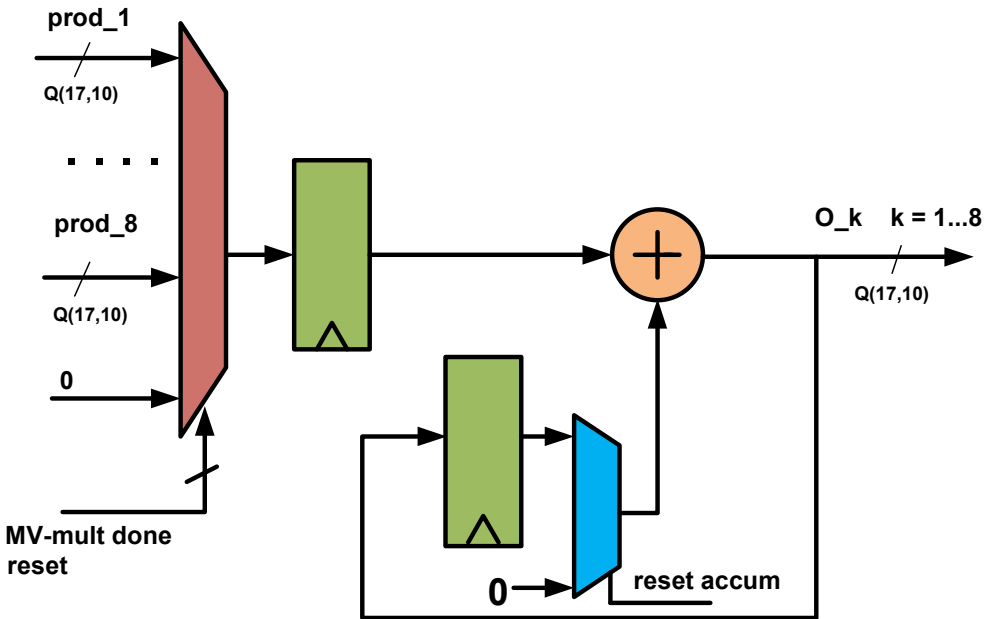 prod_1
Q(17,10)
prod_8
Q(17,10)
0
MV-mult done
reset
O_k k = 1...8
Q(17,10)
0
reset accum